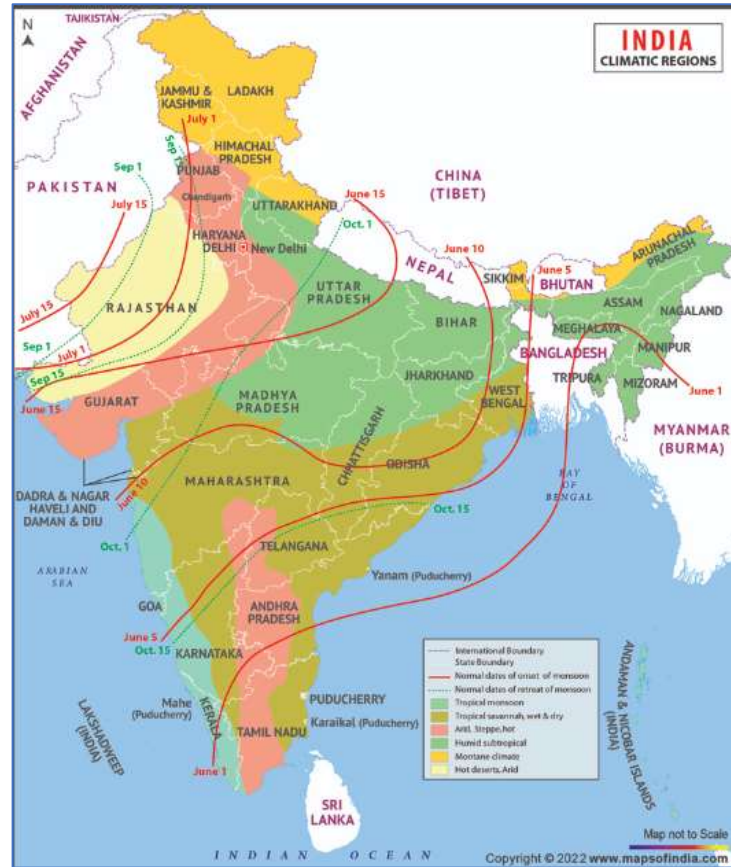 TAJIKISTAN
N
INDIA
CLIMATIC REGIONS
AFGHANISTAN
JAMMU &
KASHMIR
LADAKH
July 1
Sep 15
HIMACHAL
PRADESH
Sep 1
PUNJAB
CHINA
(TIBET)
PAKISTAN
Chandigarh
UTTARAKHAND
June 15
July 15
Oct. 1
HARYANA
DELHI
New Delhi
June 10
NEPAL
ARUNACHAL
PRADESH
SIKKIM
June 5
BHUTAN
RAJASTHAN
UTTAR
PRADESH
ASSAM
NAGALAND
July 15
BIHAR
MEGHALAYA
Sep 1
July 1
BANGLADESH
MANIPUR
Sep 15
JHARKHAND
TRIPURA
MIZORAM
June 1
June 15
GUJARAT
MADHYA
PRADESH
WEST
BENGAL
CHHATTISGARH
MYANMAR
(BURMA)
ODISHA
BAY
OF
BENGAL
DADRA & NAGAR
HAVELI AND
DAMAN & DIU
June 10
MAHARASHTRA
Oct. 1
Oct. 15
TELANGANA
ARABIAN
SEA
Yanam (Puducherry)
GOA
ANDHRA
PRADESH
June 5
Oct. 15
KARNATAKA
International Boundary
State Boundary
Normal dates of onset of monsoon
Normal dates of retreat of monsoon
Tropical monsoon
Tropical savannah, wet & dry
Arid, Steppe, hot
Humid subtropical
Montane climate
Hot deserts, Arid
ANDAMAN & NICOBAR ISLANDS
(INDIA)
LAKSHADWEEP
(INDIA)
Mahe
(Puducherry)
KERALA
PUDUCHERRY
Karaikal (Puducherry)
TAMIL NADU
June 1
SRI
LANKA
Map not to Scale
INDIAN OCEAN
Copyright © 2022 www.mapsofindia.com